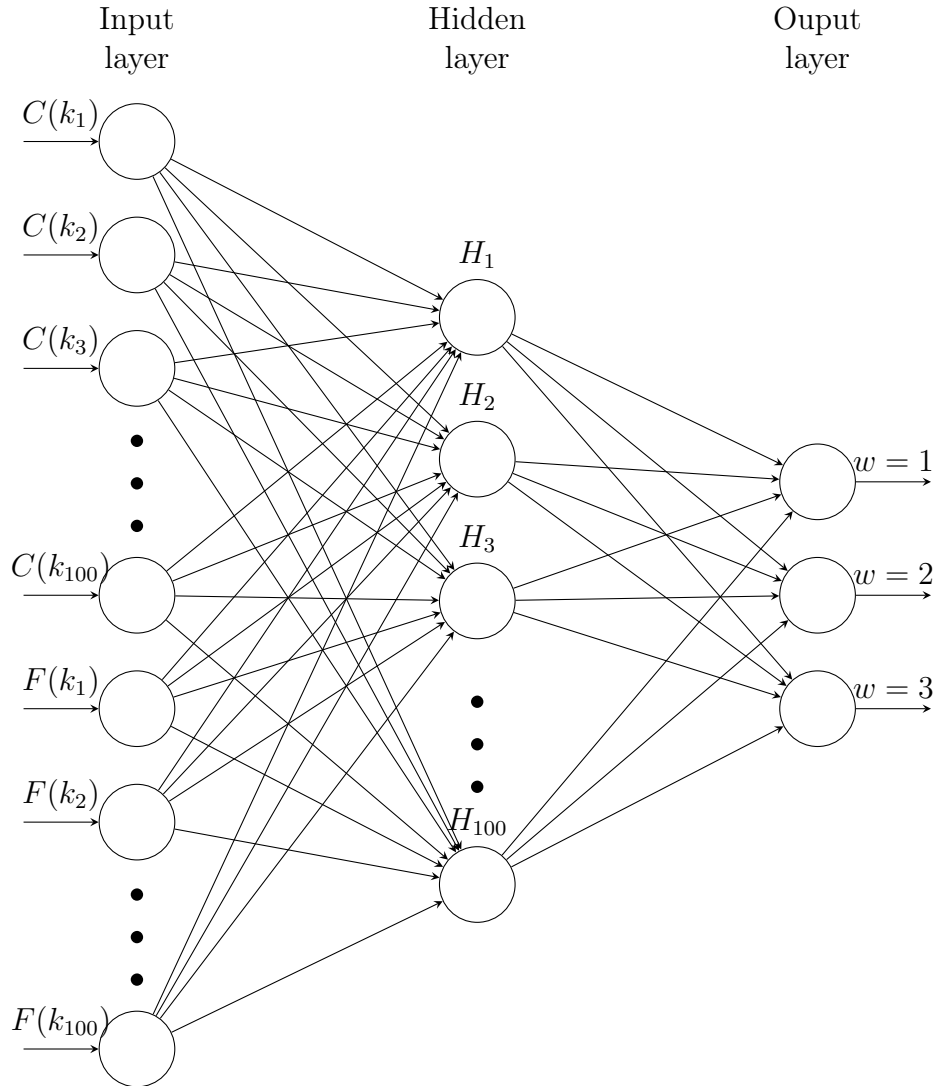 Input
layer
Hidden
layer
Ouput
layer
C(k₁)
C(k₂)
C(k₃)
C(k₁₀₀)
F(k₁)
F(k₂)
F(k₁₀₀)
H₁
H₂
H₃
H₁₀₀
w = 1
w = 2
w = 3